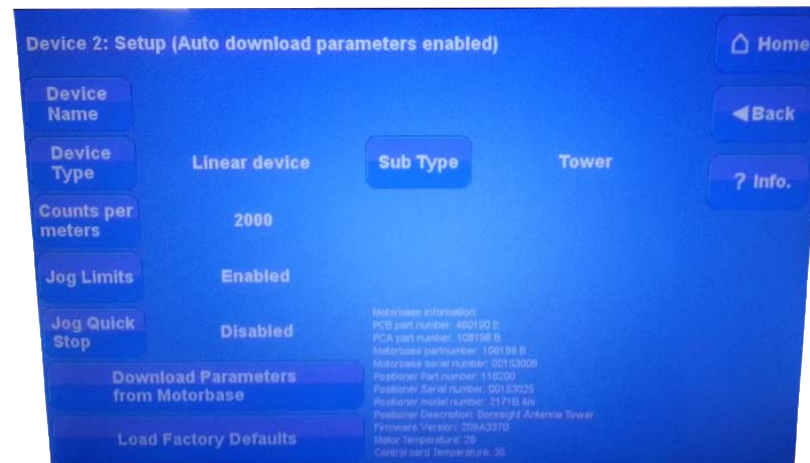 Device 2: Setup (Auto download parameters enabled)
Home
Device
Name
Back
Device
Type
Linear device
Sub Type
Tower
? Info.
Counts per
meters
2000
Jog Limits
Enabled
Jog Quick
Stop
Disabled
Motorbase information:
PCB part number: 460190 E
PCA part number: 108198 B
Motorbase partnumber: 108198 B
Motorbase serial number: 00153006
Positioner Part number: 118200
Positioner Serial number: 00153025
Positioner model number: 2171B 4m
Positioner Description: Boresight Antenna Tower
Firmware Version: 209A3370
Motor Temperature: 29
Control card Temperature: 35
Download Parameters
from Motorbase
Load Factory Defaults